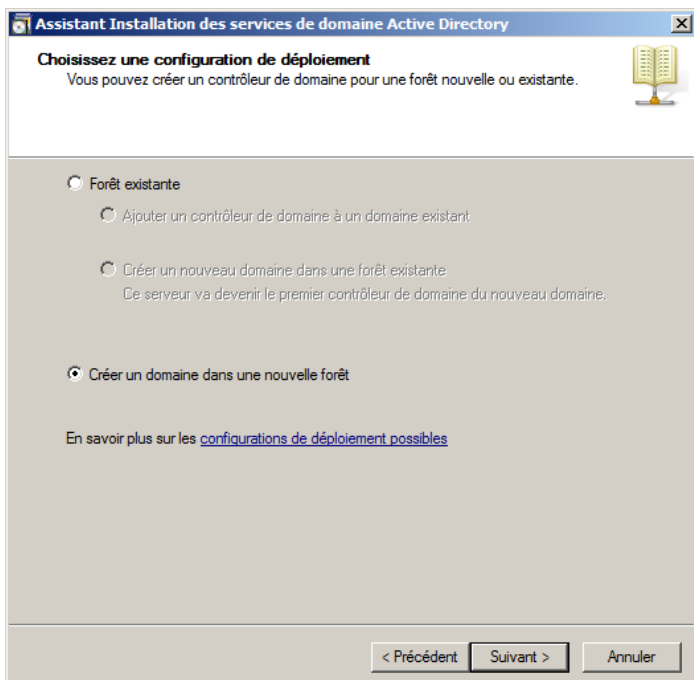 Assistant Installation des services de domaine Active Directory
Choisissez une configuration de déploiement
Vous pouvez créer un contrôleur de domaine pour une forêt nouvelle ou existante.
Forêt existante
Ajouter un contrôleur de domaine à un domaine existant
Créer un nouveau domaine dans une forêt existante
Ce serveur va devenir le premier contrôleur de domaine du nouveau domaine.
Créer un domaine dans une nouvelle forêt
En savoir plus sur les configurations de déploiement possibles
< Précédent Suivant > Annuler